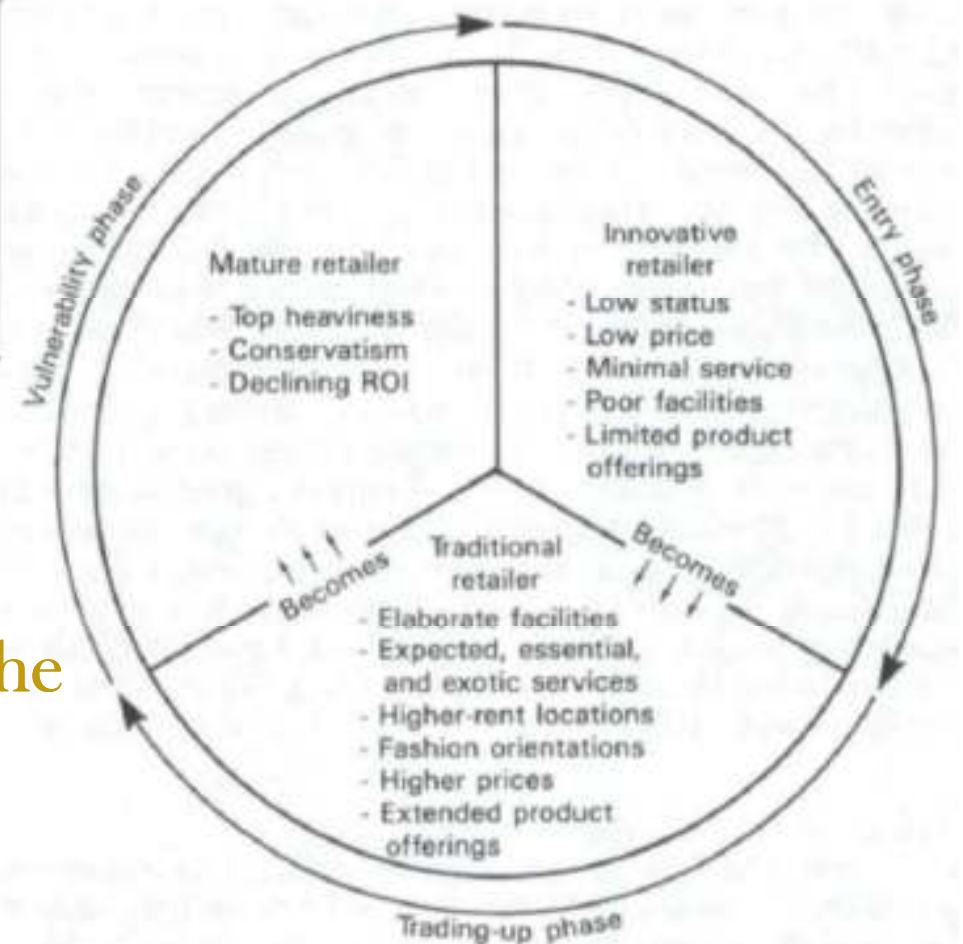 Vulnerability phase
Entry phase
Mature retailer
- Top heaviness
- Conservatism
- Declining ROI
Innovative
retailer
- Low status
- Low price
- Minimal service
- Poor facilities
- Limited product
offerings
Becomes
Becomes
Traditional
retailer
- Elaborate facilities
- Expected, essential,
and exotic services
- Higher-rent locations
- Fashion orientations
- Higher prices
- Extended product
offerings
Trading-up phase
he